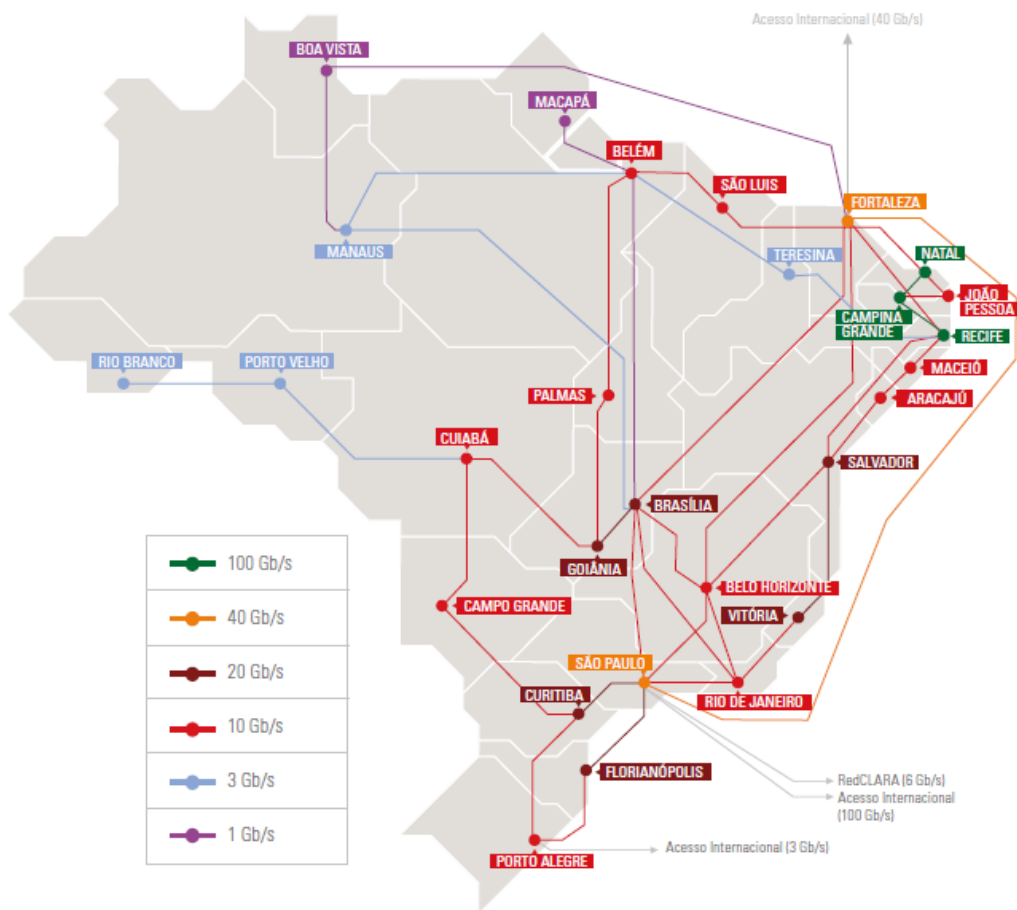 Acesso Internacional (40 Gb/s)
BOA VISTA
MACAPÁ
BELÉM
SÃO LUIS
FORTALEZA
MANAUS
TERESINA
NATAL
CAMPINA
GRANDE
JOÃO
PESSOA
RECIFE
RIO BRANCO
PORTO VELHO
PALMAS
MACEIÓ
ARACAJÚ
CUIABÁ
SALVADOR
BRASÍLIA
GOIÂNIA
CAMPO GRANDE
BELO HORIZONTE
VITÓRIA
SÃO PAULO
CURITIBA
RIO DE JANEIRO
FLORIANÓPOLIS
PORTO ALEGRE
RedCLARA (6 Gb/s)
Acesso Internacional
(100 Gb/s)
Acesso Internacional (3 Gb/s)
100 Gb/s
40 Gb/s
20 Gb/s
10 Gb/s
3 Gb/s
1 Gb/s